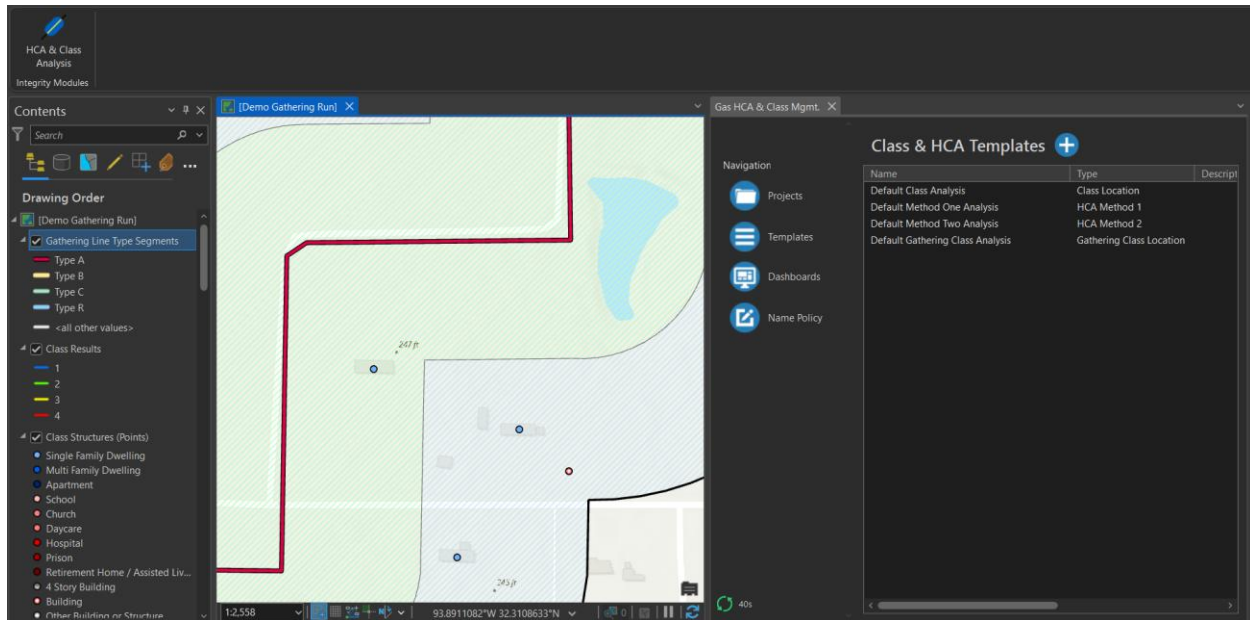 HCA & Class
Analysis
Integrity Modules
Contents
Search
Drawing Order
[Demo Gathering Run]
Gathering Line Type Segments
Type A
Type B
Type C
Type R
<all other values>
Class Results
1
2
3
4
Class Structures (Points)
Single Family Dwelling
Multi Family Dwelling
Apartment
School
Church
Daycare
Hospital
Prison
Retirement Home / Assisted Liv...
4 Story Building
Building
Other Building or Structure
[Demo Gathering Run]
247 ft
245 ft
1:2,558
93.8911082°W 32.3108633°N
0
Gas HCA & Class Mgmt.
Navigation
Projects
Templates
Dashboards
Name Policy
40s
Class & HCA Templates
Name Type Descript
Default Class Analysis Class Location
Default Method One Analysis HCA Method 1
Default Method Two Analysis HCA Method 2
Default Gathering Class Analysis Gathering Class Location